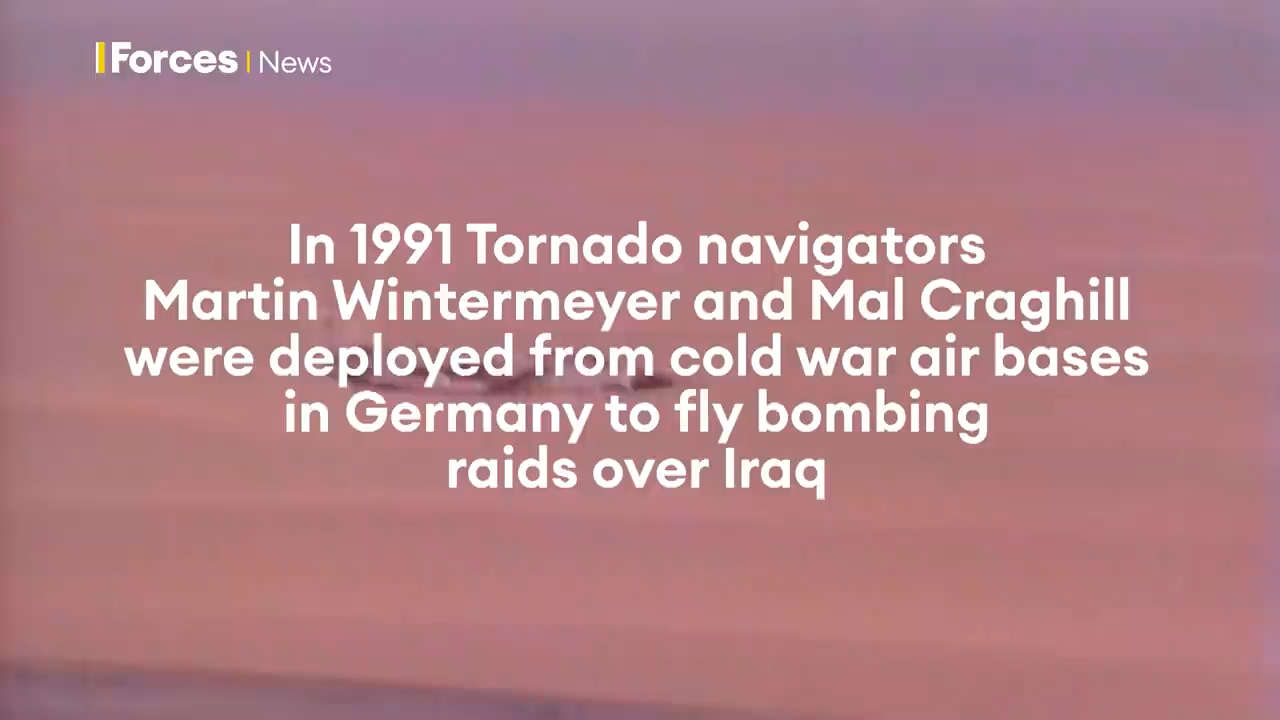 Forces News
In 1991 Tornado navigators
Martin Wintermeyer and Mal Craghill
were deployed from cold war air bases
in Germany to fly bombing
raids over Iraq